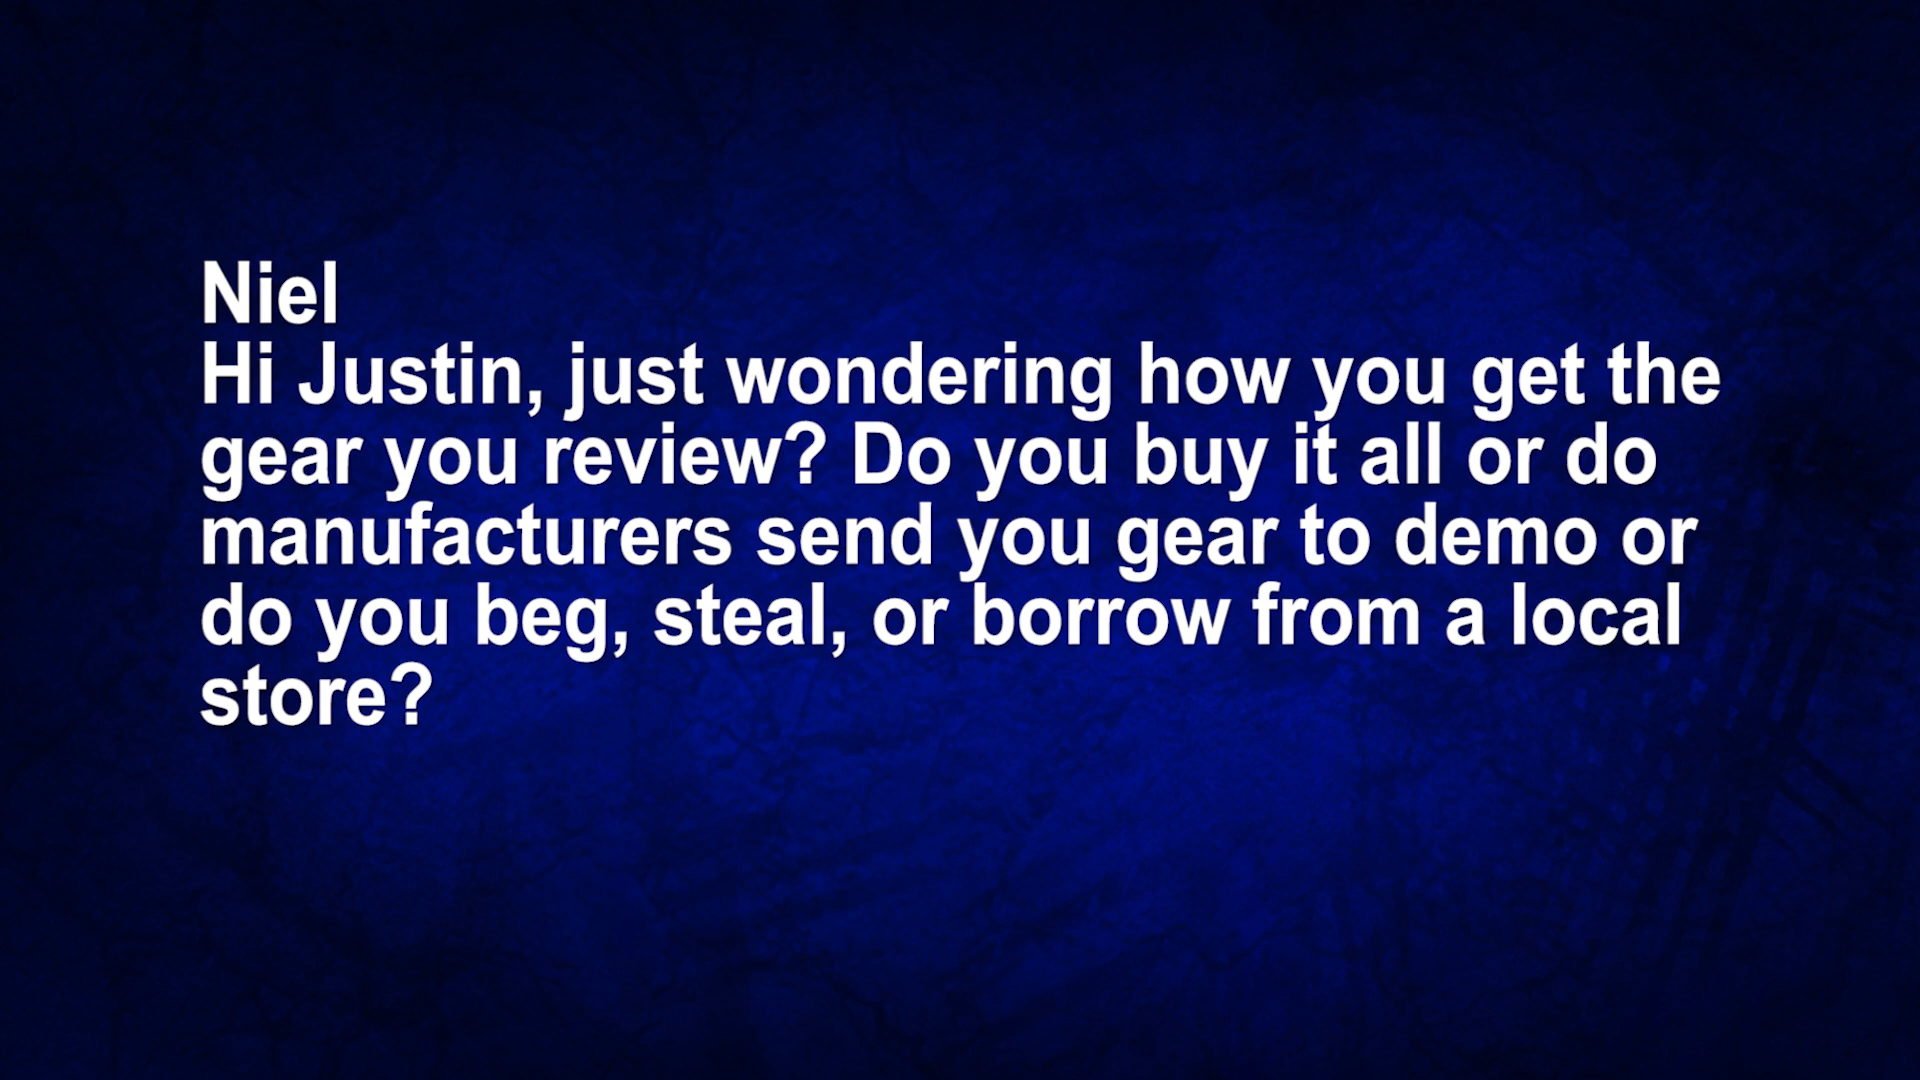 Niel
Hi Justin, just wondering how you get the
gear you review? Do you buy it all or do
manufacturers send you gear to demo or
do you beg, steal, or borrow from a local
store?